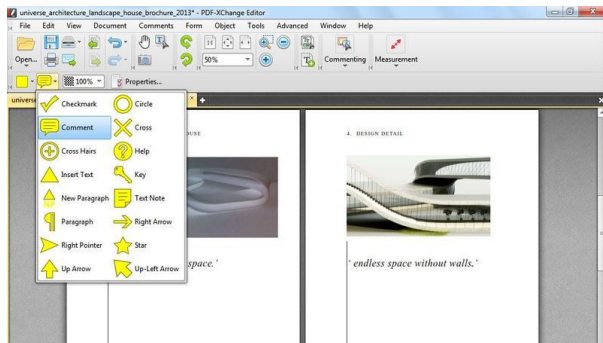 universe_architecture_landscape_house_brochure_2013* - PDF-XChange Editor
File Edit View Document Comments Form Object Tools Advanced Window Help
Open...
50%
Commenting
Measurement
100%
Properties...
universe
Checkmark
Circle
Comment
Cross
Cross Hairs
Help
Insert Text
Key
New Paragraph
Text Note
Paragraph
Right Arrow
Right Pointer
Star
Up Arrow
Up-Left Arrow
OUSE
4. DESIGN DETAIL
space.'
' endless space without walls.'